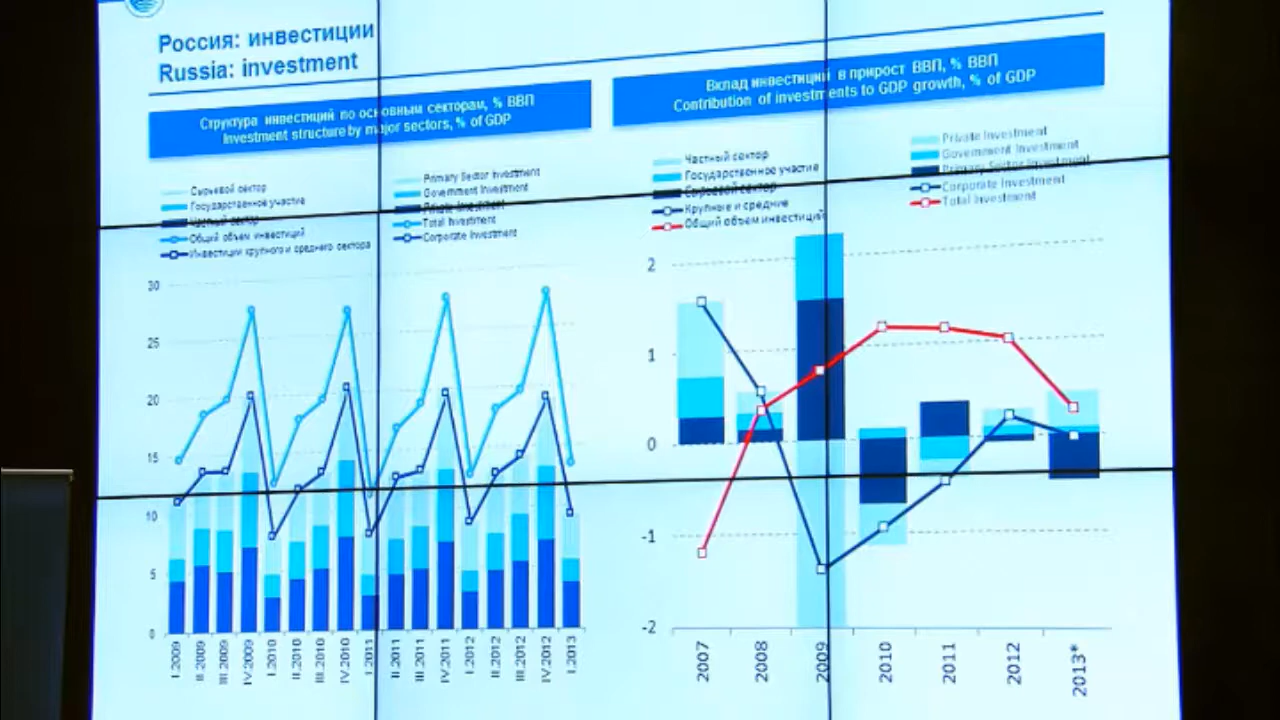 Россия: инвестиции
Russia: investment
Структура инвестиций по основным секторам, % ВВП
Investment structure by major sectors, % of GDP
Сырьевой сектор
Государственное участие
Частный сектор
Общий объем инвестиций
Инвестиции крупного и среднего сектора
Primary Sector Investment
Government Investment
Private Investment
Total Investment
Corporate Investment
30
25
20
15
10
5
0
I.2009
II.2009
III.2009
IV.2009
I.2010
II.2010
III.2010
IV.2010
I.2011
II.2011
III.2011
IV.2011
I.2012
II.2012
III.2012
IV.2012
I.2013
Вклад инвестиций в прирост ВВП, % ВВП
Contribution of investments to GDP growth, % of GDP
Частный сектор
Государственное участие
Сырьевой сектор
Крупные и средние
Общий объем инвестиций
Private Investment
Government Investment
Primary Sector Investment
Corporate Investment
Total Investment
2
1
0
-1
-2
2007
2008
2009
2010
2011
2012
2013*